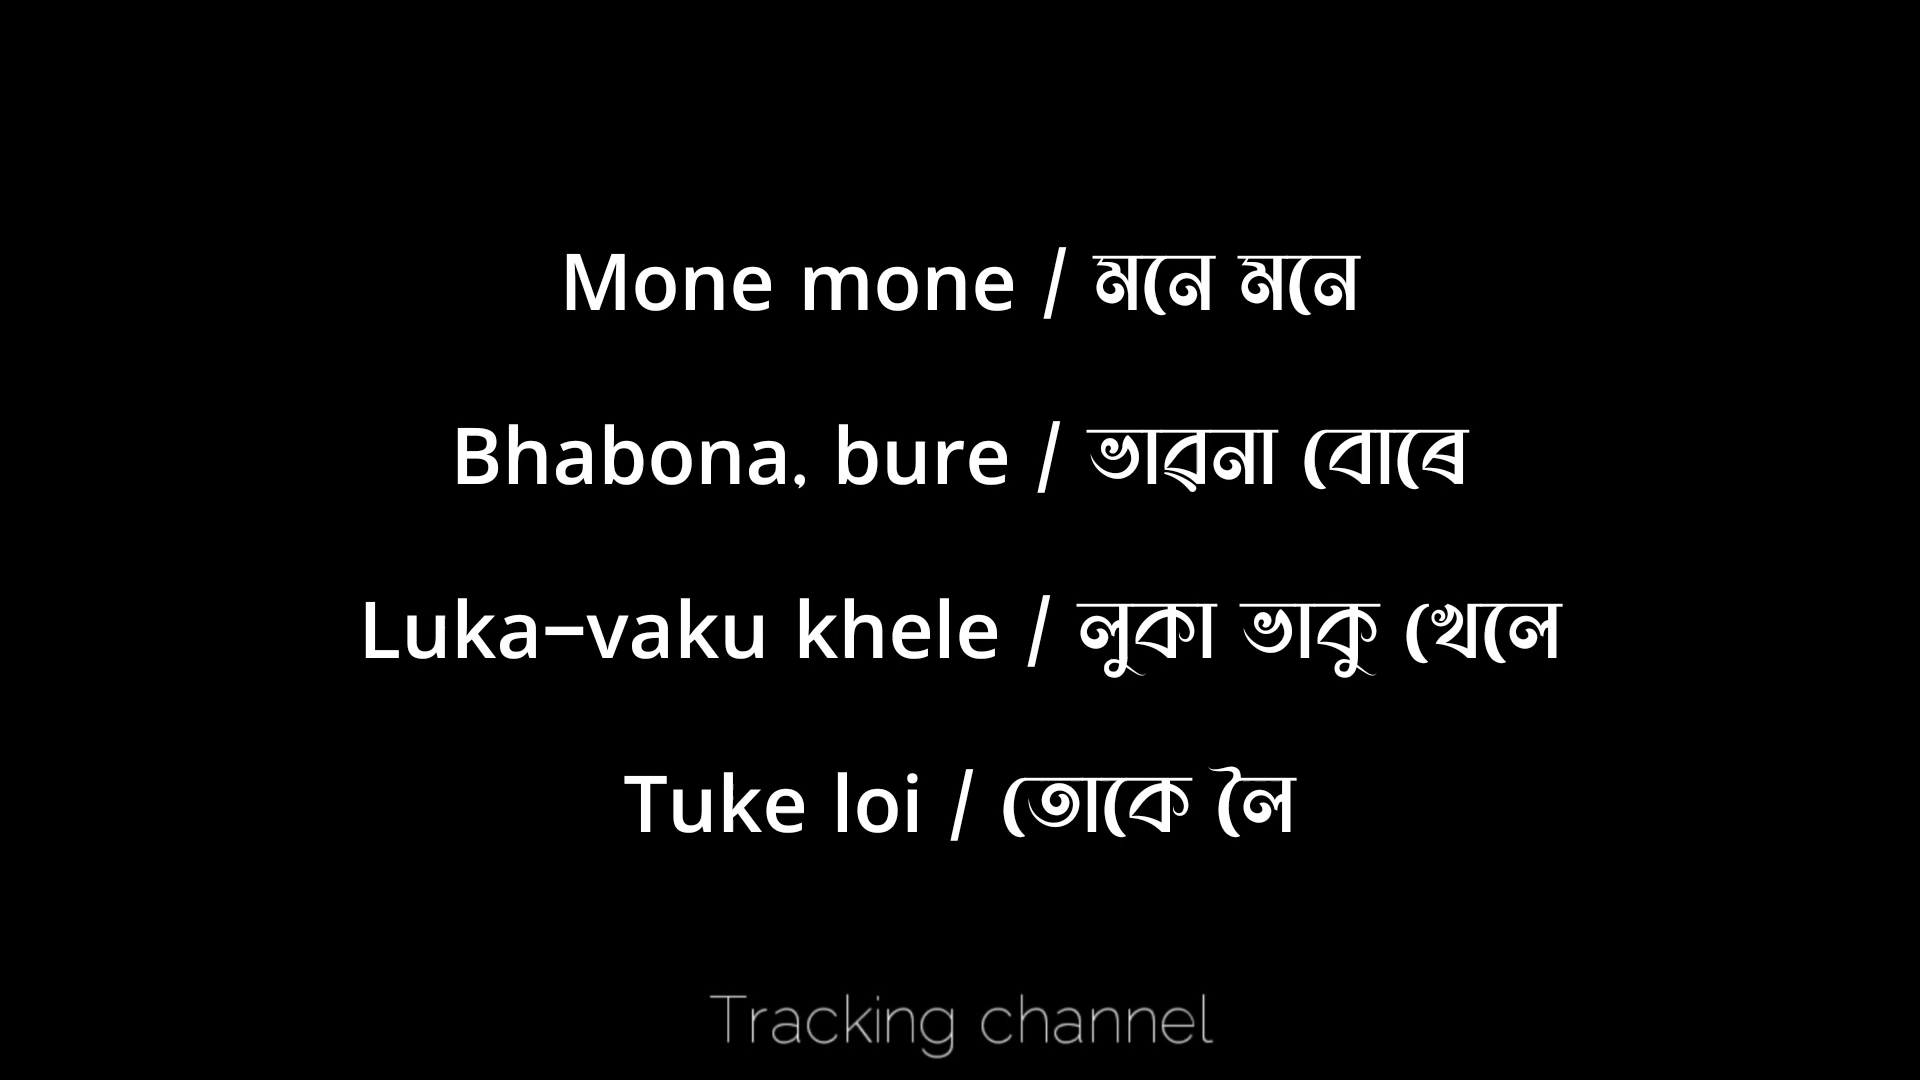 Mone mone / মনে মনে
Bhabona, bure / ভাৱনা বোৰে
Luka-vaku khele / লুকা ভাকু খেলে
Tuke loi / তোকে লৈ
Tracking channel